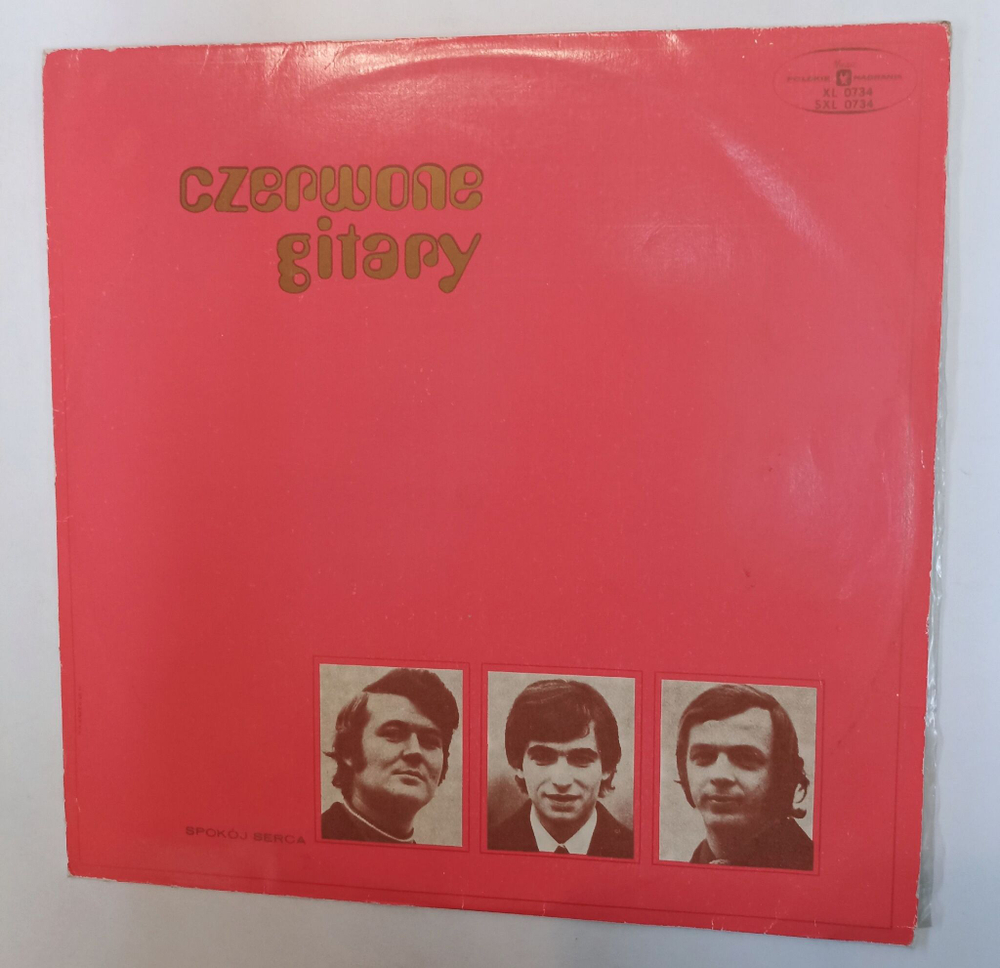 POLSKIE NAGRANIA
XL 0734
SXL 0734
czerwone
gitary
SPOKÓJ SERCA